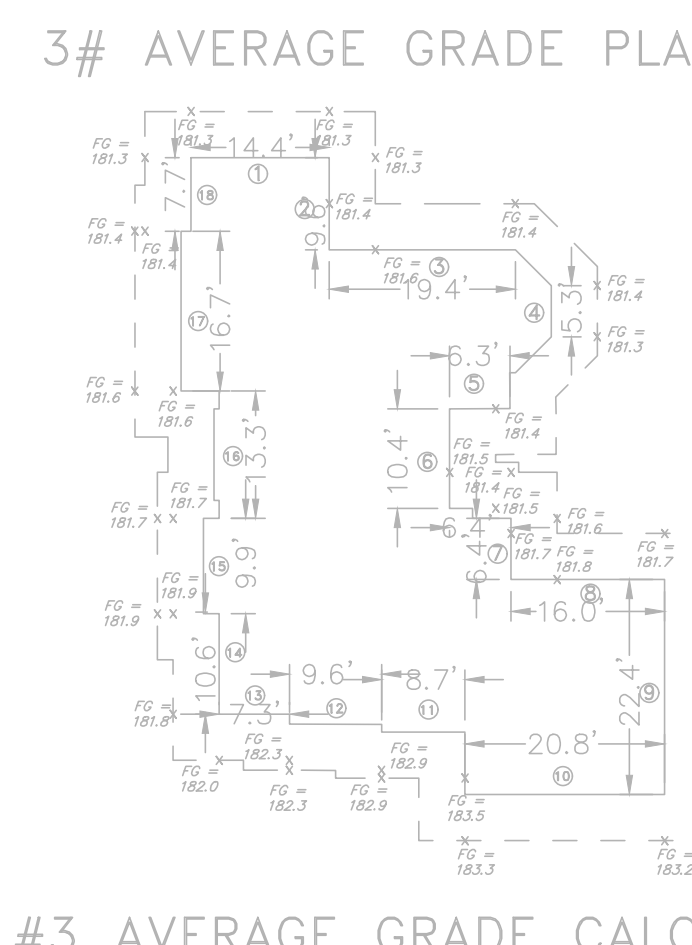 3# AVERAGE GRADE PLA
FG = 181.3
FG = 181.3
FG = 181.3
14.4'
1
FG = 181.3
7.7'
18
2
9.6'
FG = 181.4
FG = 181.4
FG = 181.4
FG = 181.4
FG = 181.6
3
19.4'
4
5.3'
FG = 181.4
FG = 181.3
17
16.7'
6.3'
5
FG = 181.6
FG = 181.6
FG = 181.4
16
13.3'
10.4'
6
FG = 181.5
FG = 181.4
FG = 181.5
FG = 181.7
FG = 181.7
6.4'
6.4'
7
FG = 181.7
FG = 181.6
FG = 181.7
FG = 181.8
15
9.9'
FG = 181.9
FG = 181.9
8
16.0'
14
10.6'
9.6'
8.7'
22.4'
9
13
7.3'
12
11
FG = 181.8
20.8'
10
FG = 182.3
FG = 182.9
FG = 182.0
FG = 182.3
FG = 182.9
FG = 183.5
FG = 183.3
FG = 183.2
#3 AVERAGE GRADE CALC